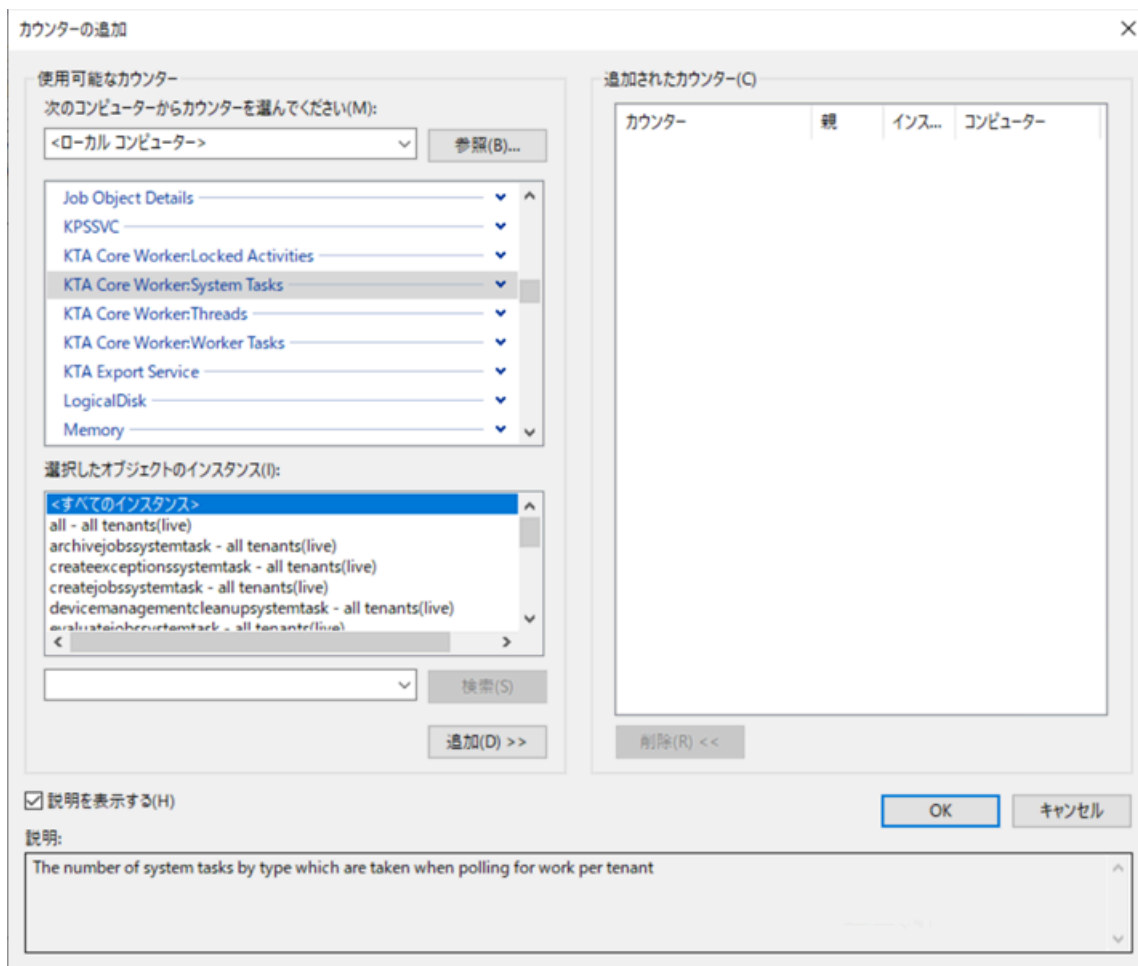 カウンターの追加
使用可能なカウンター
次のコンピューターからカウンターを選んでください(M):
<ローカル コンピューター>
参照(B)...
Job Object Details
KPSSVC
KTA Core Worker:Locked Activities
KTA Core Worker:System Tasks
KTA Core Worker:Threads
KTA Core Worker:Worker Tasks
KTA Export Service
LogicalDisk
Memory
選択したオブジェクトのインスタンス(I):
<すべてのインスタンス>
all - all tenants(live)
archivejobssystemtask - all tenants(live)
createexceptionssystemtask - all tenants(live)
createjobssystemtask - all tenants(live)
devicemanagementcleanupsystemtask - all tenants(live)
evaluatejobssystemtask - all tenants(live)
検索(S)
追加(D) >>
追加されたカウンター(C)
カウンター 親 インス... コンピューター
削除(R) <<
説明を表示する(H)
OK
キャンセル
説明:
The number of system tasks by type which are taken when polling for work per tenant